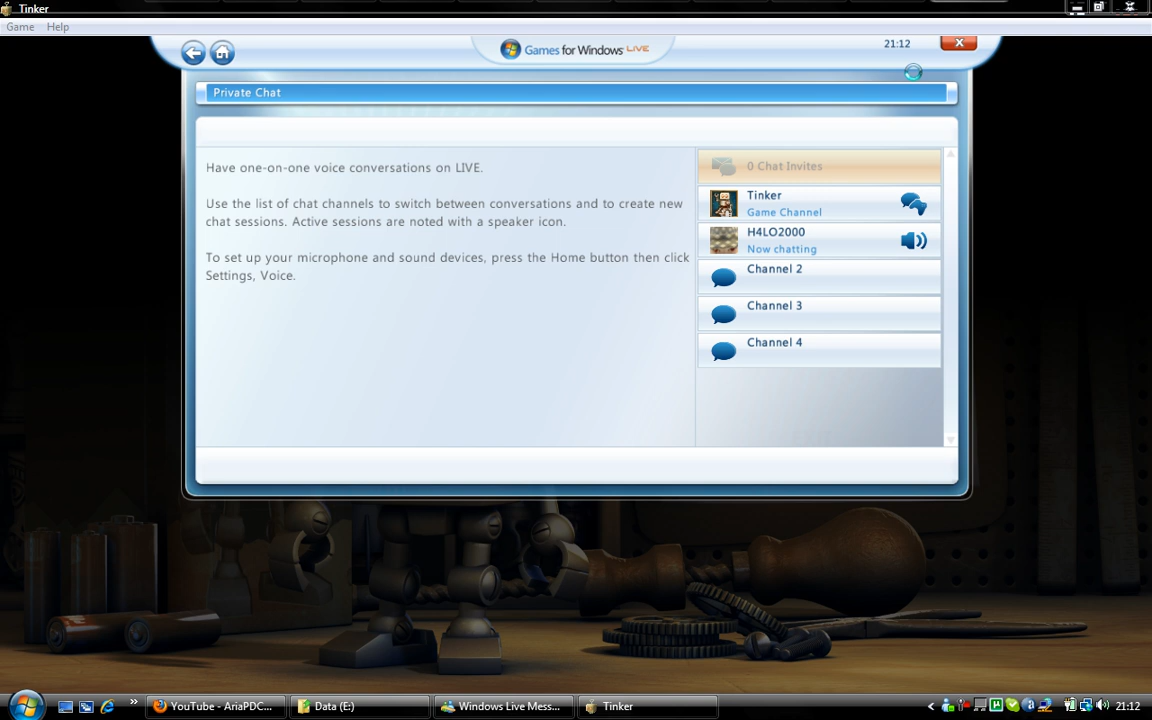 Tinker
Game Help
Games for Windows LIVE
21:12
Private Chat
Have one-on-one voice conversations on LIVE.
Use the list of chat channels to switch between conversations and to create new
chat sessions. Active sessions are noted with a speaker icon.
To set up your microphone and sound devices, press the Home button then click
Settings, Voice.
0 Chat Invites
Tinker
Game Channel
H4LO2000
Now chatting
Channel 2
Channel 3
Channel 4
YouTube - AriaPDC... Data (E:) Windows Live Mess... Tinker 21:12